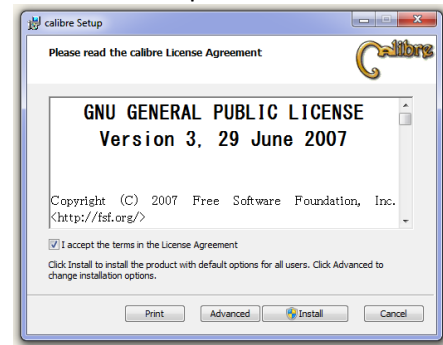 calibre Setup
Please read the calibre License Agreement
Calibre
GNU GENERAL PUBLIC LICENSE
Version 3, 29 June 2007
Copyright (C) 2007 Free Software Foundation, Inc.
<http://fsf.org/>
I accept the terms in the License Agreement
Click Install to install the product with default options for all users. Click Advanced to
change installation options.
Print
Advanced
Install
Cancel